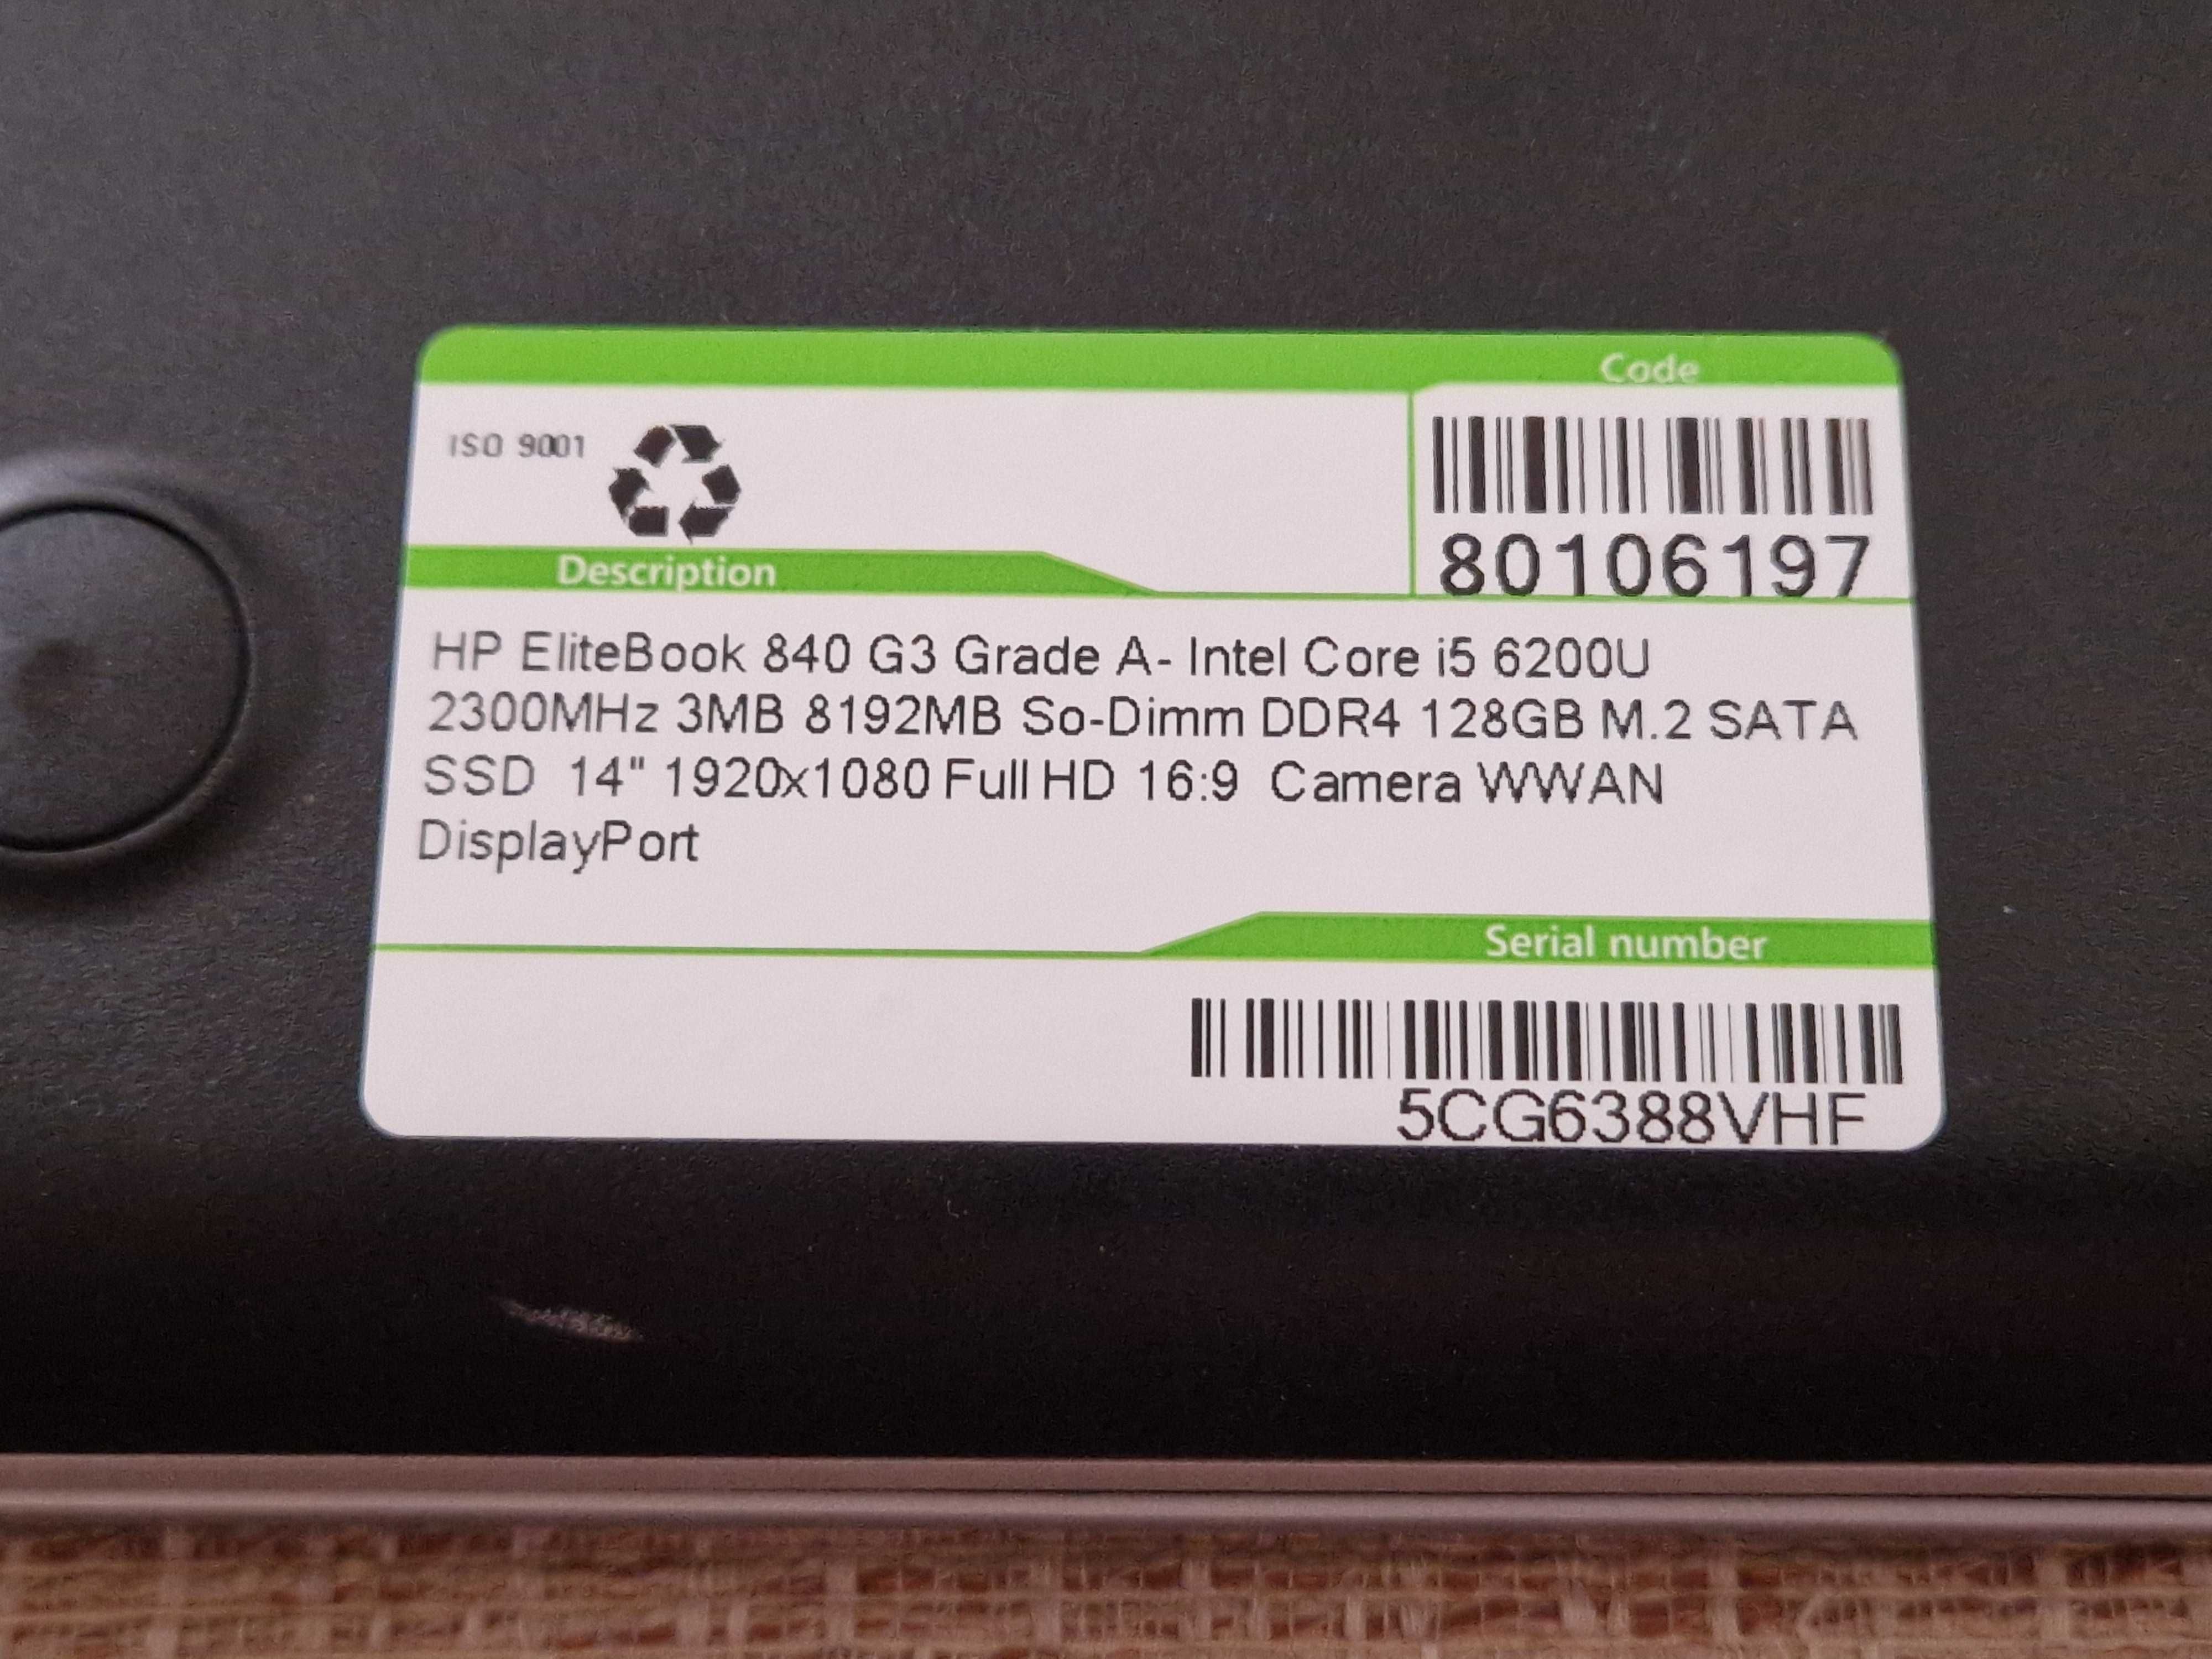 Code
ISO 9001
80106197
Description
HP EliteBook 840 G3 Grade A- Intel Core i5 6200U
2300MHz 3MB 8192MB So-Dimm DDR4 128GB M.2 SATA
SSD 14" 1920x1080 Full HD 16:9 Camera WWAN
DisplayPort
Serial number
5CG6388VHF